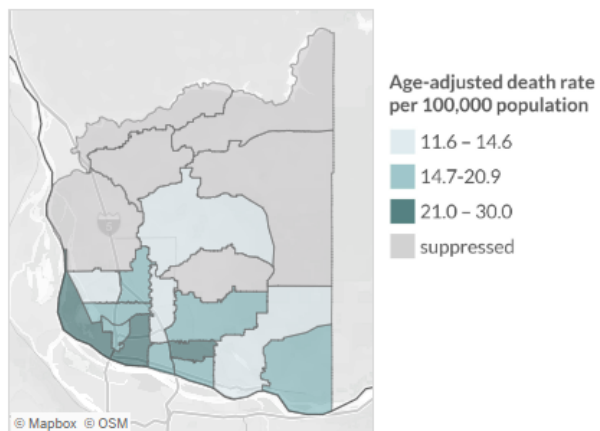 Age-adjusted death rate
per 100,000 population
11.6 – 14.6
14.7-20.9
21.0 – 30.0
suppressed
5
© Mapbox © OSM